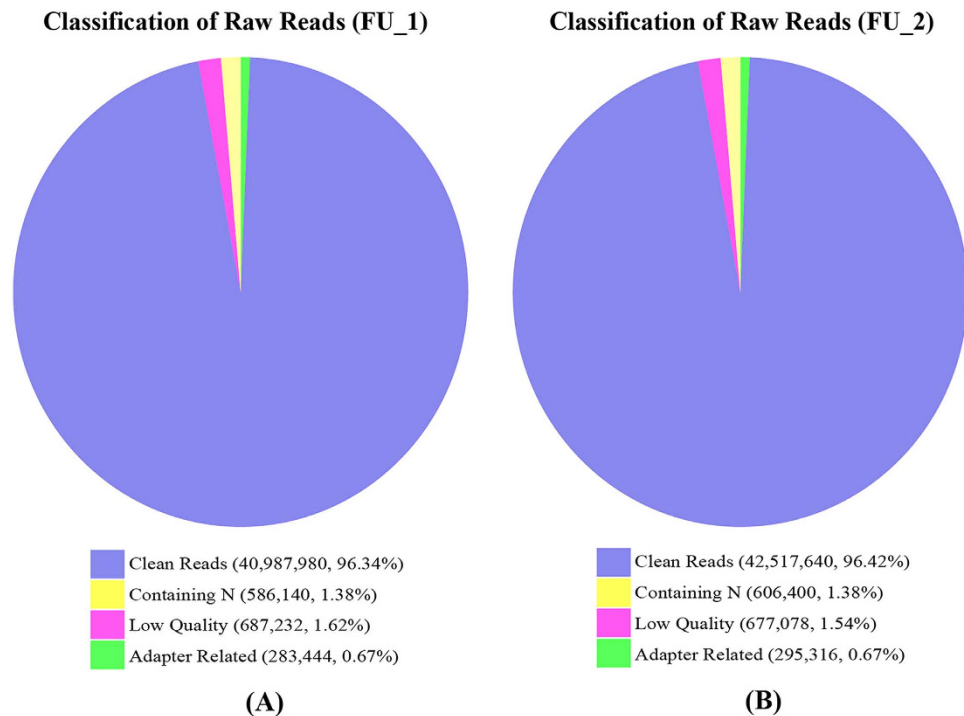 Classification of Raw Reads (FU_1)
Clean Reads (40,987,980, 96.34%)
Containing N (586,140, 1.38%)
Low Quality (687,232, 1.62%)
Adapter Related (283,444, 0.67%)
(A)
Classification of Raw Reads (FU_2)
Clean Reads (42,517,640, 96.42%)
Containing N (606,400, 1.38%)
Low Quality (677,078, 1.54%)
Adapter Related (295,316, 0.67%)
(B)